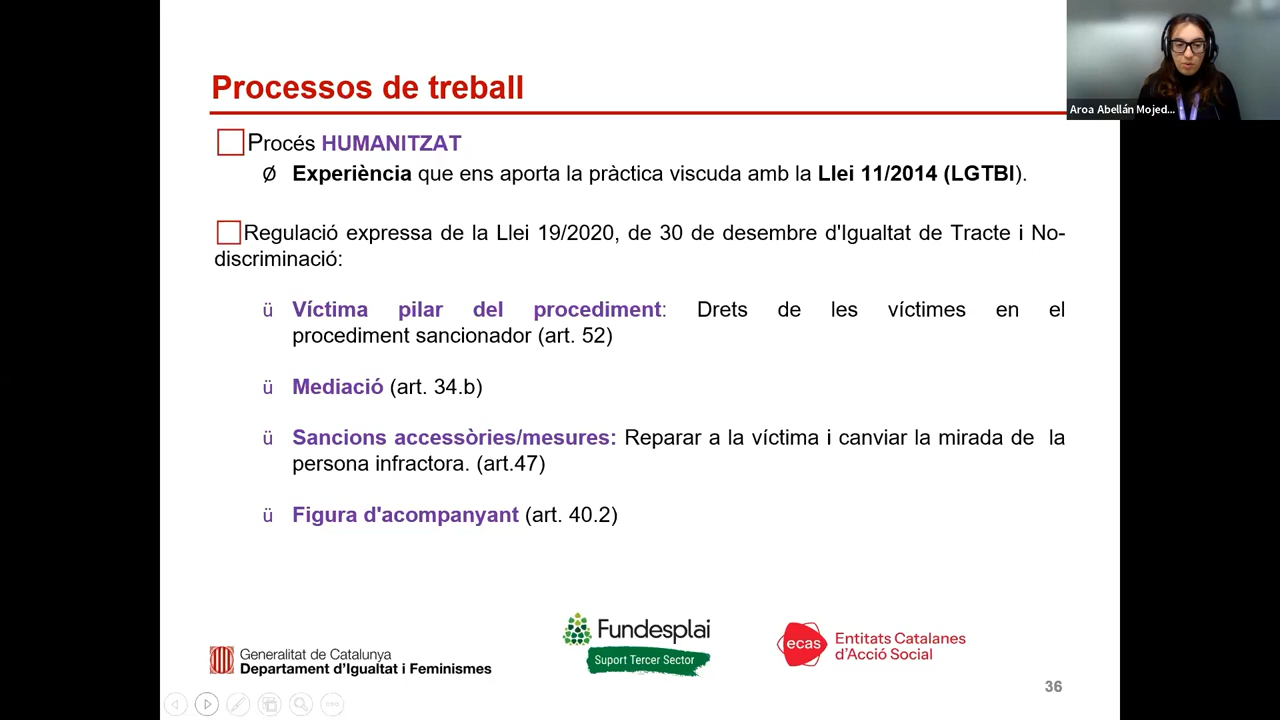 Processos de treball
Aroa Abellán Mojed...
Procés HUMANITZAT
Ø Experiència que ens aporta la pràctica viscuda amb la Llei 11/2014 (LGTBI).
Regulació expressa de la Llei 19/2020, de 30 de desembre d'Igualtat de Tracte i No-
discriminació:
ü Víctima pilar del procediment: Drets de les víctimes en el
procediment sancionador (art. 52)
ü Mediació (art. 34.b)
ü Sancions accessòries/mesures: Reparar a la víctima i canviar la mirada de la
persona infractora. (art.47)
ü Figura d'acompanyant (art. 40.2)
Generalitat de Catalunya
Departament d'Igualtat i Feminismes
Fundesplai
Suport Tercer Sector
ecas
Entitats Catalanes
d'Acció Social
36